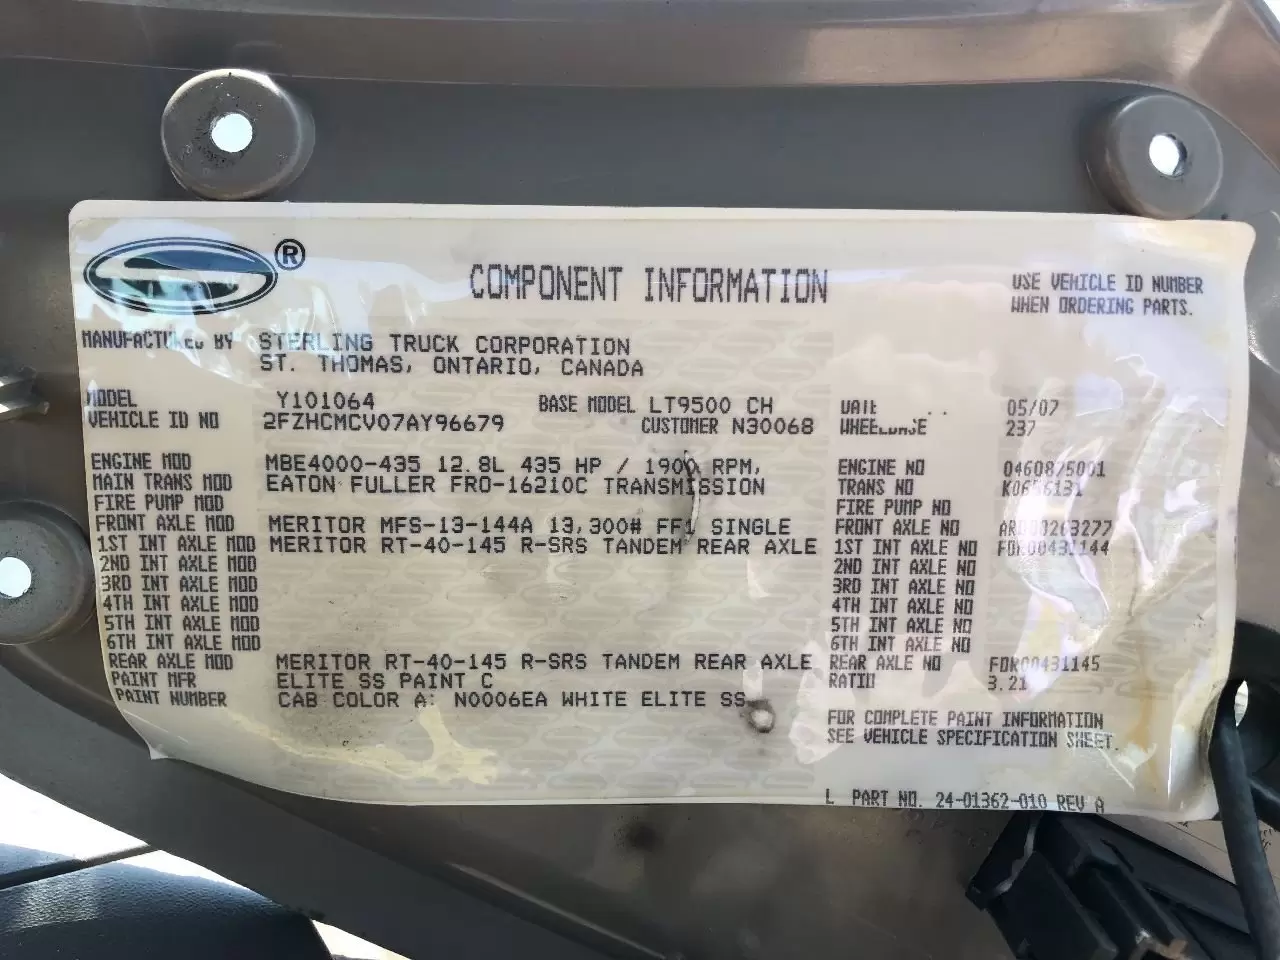 ®
COMPONENT INFORMATION
USE VEHICLE ID NUMBER
WHEN ORDERING PARTS.
MANUFACTURED BY STERLING TRUCK CORPORATION
ST. THOMAS, ONTARIO, CANADA
MODEL Y101064 BASE MODEL LT9500 CH DATE 05/07
VEHICLE ID NO 2FZHCMCV07AY96679 CUSTOMER N30068 WHEELBASE 237
ENGINE MOD MBE4000-435 12.8L 435 HP / 1900 RPM, ENGINE NO
MAIN TRANS MOD EATON FULLER FRO-16210C TRANSMISSION TRANS NO
FIRE PUMP MOD FIRE PUMP NO
FRONT AXLE MOD MERITOR MFS-13-144A 13,300# FF1 SINGLE FRONT AXLE NO
1ST INT AXLE MOD MERITOR RT-40-145 R-SRS TANDEM REAR AXLE 1ST INT AXLE NO
2ND INT AXLE MOD 2ND INT AXLE NO
3RD INT AXLE MOD 3RD INT AXLE NO
4TH INT AXLE MOD 4TH INT AXLE NO
5TH INT AXLE MOD 5TH INT AXLE NO
6TH INT AXLE MOD 6TH INT AXLE NO
REAR AXLE MOD MERITOR RT-40-145 R-SRS TANDEM REAR AXLE REAR AXLE NO FDK00431145
PAINT MFR ELITE SS PAINT C RATIO 3.21
PAINT NUMBER CAB COLOR A: N0006EA WHITE ELITE SS
FOR COMPLETE PAINT INFORMATION
SEE VEHICLE SPECIFICATION SHEET.
L PART NO. 24-01362-010 REV A